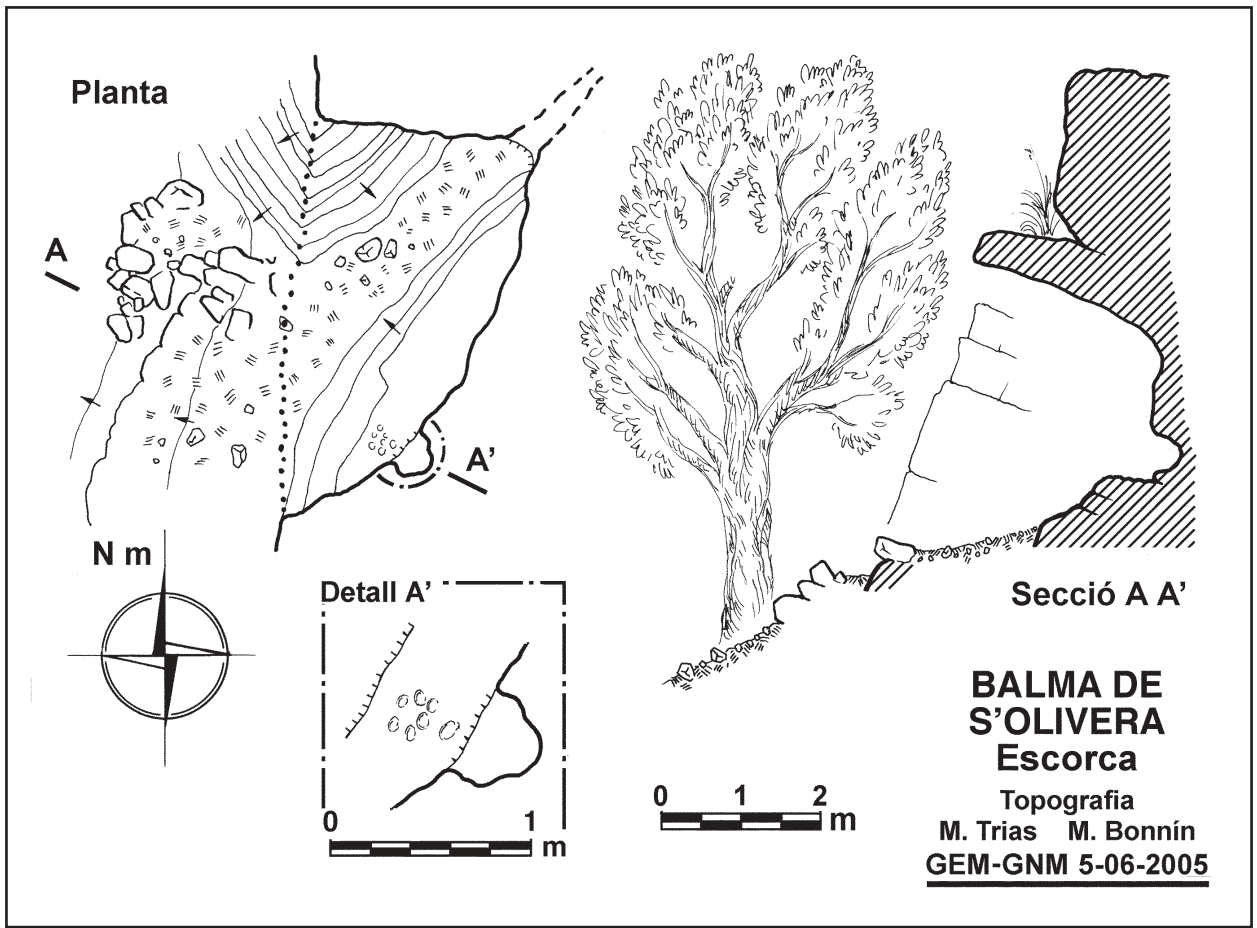 Planta
A
A'
N m
Detall A'
0 1
m
0 1 2
m
Secció A A'
BALMA DE
S'OLIVERA
Escorca
Topografia
M. Trias M. Bonnín
GEM-GNM 5-06-2005